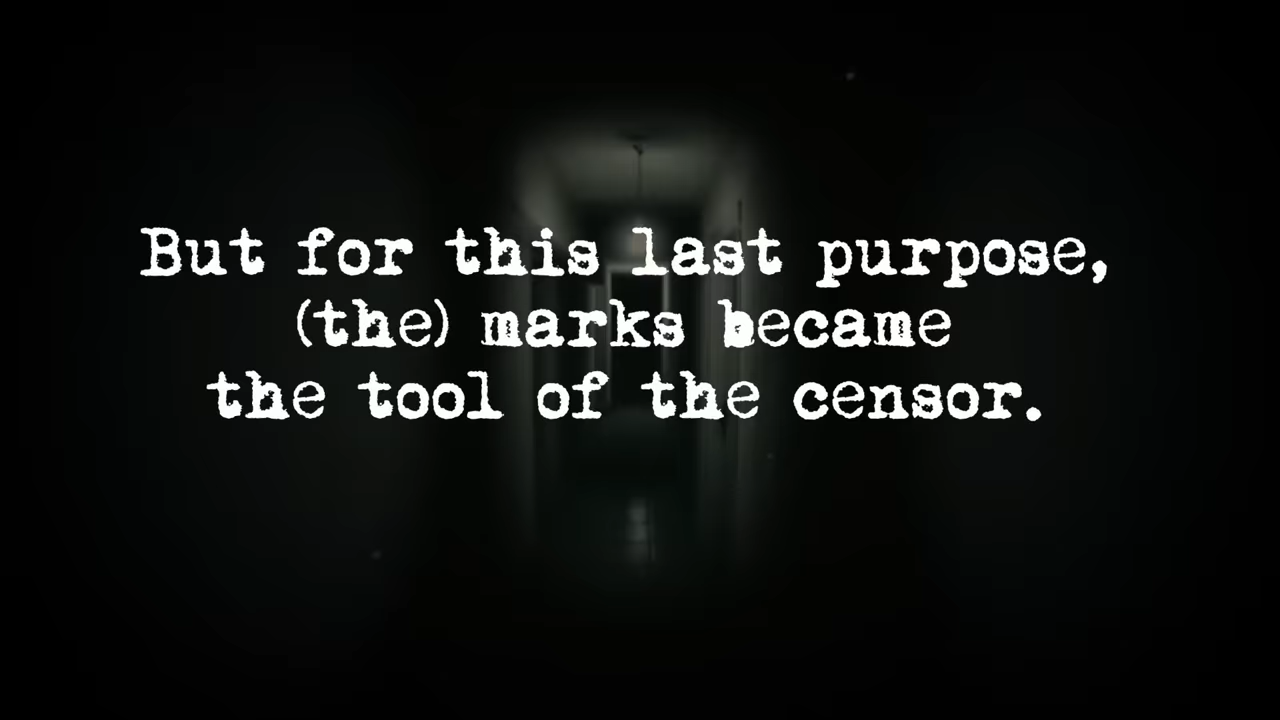 But for this last purpose,
(the) marks became
the tool of the censor.